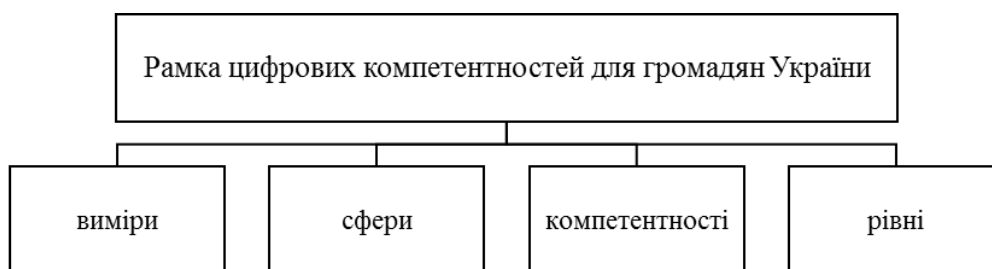 Рамка цифрових компетентностей для громадян України
виміри
сфери
компетентності
рівні